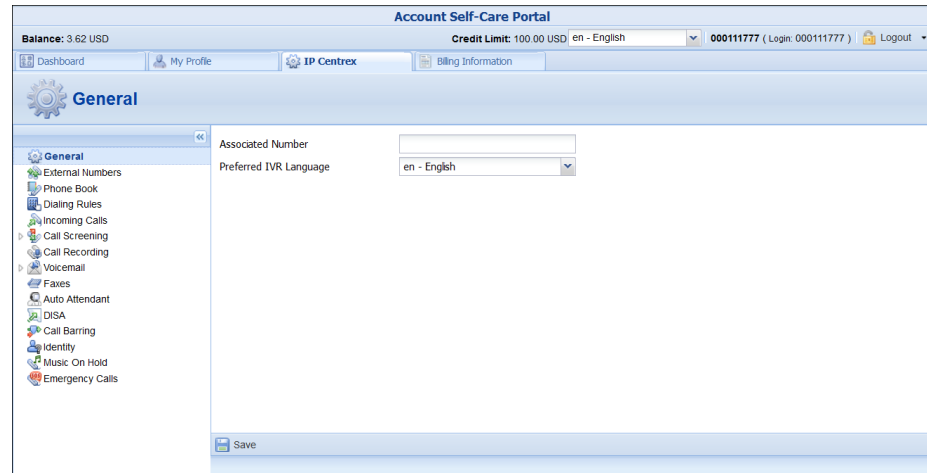 Account Self-Care Portal
Balance: 3.62 USD Credit Limit: 100.00 USD en - English 000111777 ( Login: 000111777 ) Logout
Dashboard My Profile IP Centrex Billing Information
General
General
External Numbers
Phone Book
Dialing Rules
Incoming Calls
Call Screening
Call Recording
Voicemail
Faxes
Auto Attendant
DISA
Call Barring
Identity
Music On Hold
Emergency Calls
Associated Number
Preferred IVR Language en - English
Save